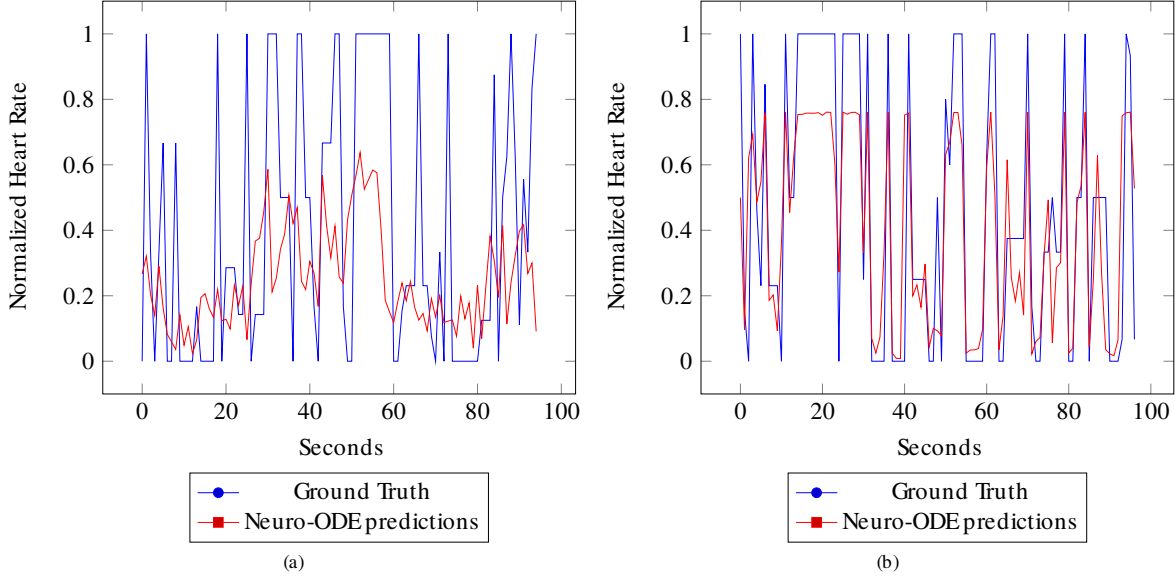 1
0.8
0.6
0.4
0.2
0
0 20 40 60 80 100
Normalized Heart Rate
Seconds
Ground Truth
Neuro-ODE predictions
(a)
1
0.8
0.6
0.4
0.2
0
0 20 40 60 80 100
Normalized Heart Rate
Seconds
Ground Truth
Neuro-ODE predictions
(b)